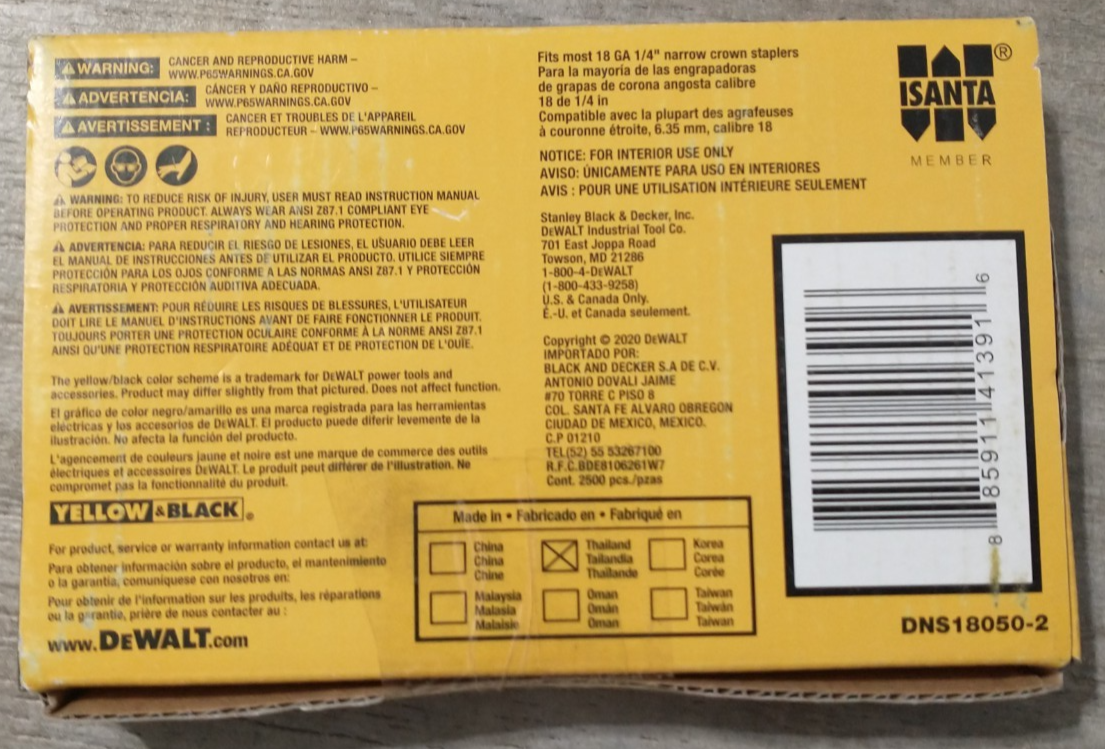 WARNING: CANCER AND REPRODUCTIVE HARM –
WWW.P65WARNINGS.CA.GOV
ADVERTENCIA: CÁNCER Y DAÑO REPRODUCTIVO –
WWW.P65WARNINGS.CA.GOV
AVERTISSEMENT : CANCER ET TROUBLES DE L'APPAREIL
REPRODUCTEUR – WWW.P65WARNINGS.CA.GOV
WARNING: TO REDUCE RISK OF INJURY, USER MUST READ INSTRUCTION MANUAL
BEFORE OPERATING PRODUCT. ALWAYS WEAR ANSI Z87.1 COMPLIANT EYE
PROTECTION AND PROPER RESPIRATORY AND HEARING PROTECTION.
ADVERTENCIA: PARA REDUCIR EL RIESGO DE LESIONES, EL USUARIO DEBE LEER
EL MANUAL DE INSTRUCCIONES ANTES DE UTILIZAR EL PRODUCTO. UTILICE SIEMPRE
PROTECCIÓN PARA LOS OJOS CONFORME A LAS NORMAS ANSI Z87.1 Y PROTECCIÓN
RESPIRATORIA Y PROTECCIÓN AUDITIVA ADECUADA.
AVERTISSEMENT: POUR RÉDUIRE LES RISQUES DE BLESSURES, L'UTILISATEUR
DOIT LIRE LE MANUEL D'INSTRUCTIONS AVANT DE FAIRE FONCTIONNER LE PRODUIT.
TOUJOURS PORTER UNE PROTECTION OCULAIRE CONFORME À LA NORME ANSI Z87.1
AINSI QU'UNE PROTECTION RESPIRATOIRE ADÉQUAT ET DE PROTECTION DE L'OUÏE.
The yellow/black color scheme is a trademark for DEWALT power tools and
accessories. Product may differ slightly from that pictured. Does not affect function.
El gráfico de color negro/amarillo es una marca registrada para las herramientas
eléctricas y los accesorios de DEWALT. El producto puede diferir levemente de la
ilustración. No afecta la función del producto.
L'agencement de couleurs jaune et noire est une marque de commerce des outils
électriques et accessoires DEWALT. Le produit peut différer de l'illustration. Ne
compromet pas la fonctionnalité du produit.
YELLOW & BLACK ®
For product, service or warranty information contact us at:
Para obtener información sobre el producto, el mantenimiento
o la garantía, comuníquese con nosotros en:
Pour obtenir de l'information sur les produits, les réparations
ou la garantie, prière de nous contacter au :
www.DEWALT.com
Fits most 18 GA 1/4" narrow crown staplers
Para la mayoría de las engrapadoras
de grapas de corona angosta calibre
18 de 1/4 in
Compatible avec la plupart des agrafeuses
à couronne étroite, 6.35 mm, calibre 18
NOTICE: FOR INTERIOR USE ONLY
AVISO: ÚNICAMENTE PARA USO EN INTERIORES
AVIS : POUR UNE UTILISATION INTÉRIEURE SEULEMENT
Stanley Black & Decker, Inc.
DEWALT Industrial Tool Co.
701 East Joppa Road
Towson, MD 21286
1-800-4-DEWALT
(1-800-433-9258)
U.S. & Canada Only.
É.-U. et Canada seulement.
Copyright © 2020 DEWALT
IMPORTADO POR:
BLACK AND DECKER S.A DE C.V.
ANTONIO DOVALI JAIME
#70 TORRE C PISO 8
COL. SANTA FE ALVARO OBREGON
CIUDAD DE MEXICO, MEXICO.
C.P 01210
TEL(52) 55 53267100
R.F.C.BDE8106261W7
Cont. 2500 pcs./pzas
Made in • Fabricado en • Fabriqué en
China
China
Chine
Thailand
Tailandia
Thaïlande
Korea
Corea
Corée
Malaysia
Malasia
Malaisie
Oman
Omán
Oman
Taiwan
Taiwán
Taiwan
ISANTA ®
MEMBER
8 85911 41391 6
DNS18050-2